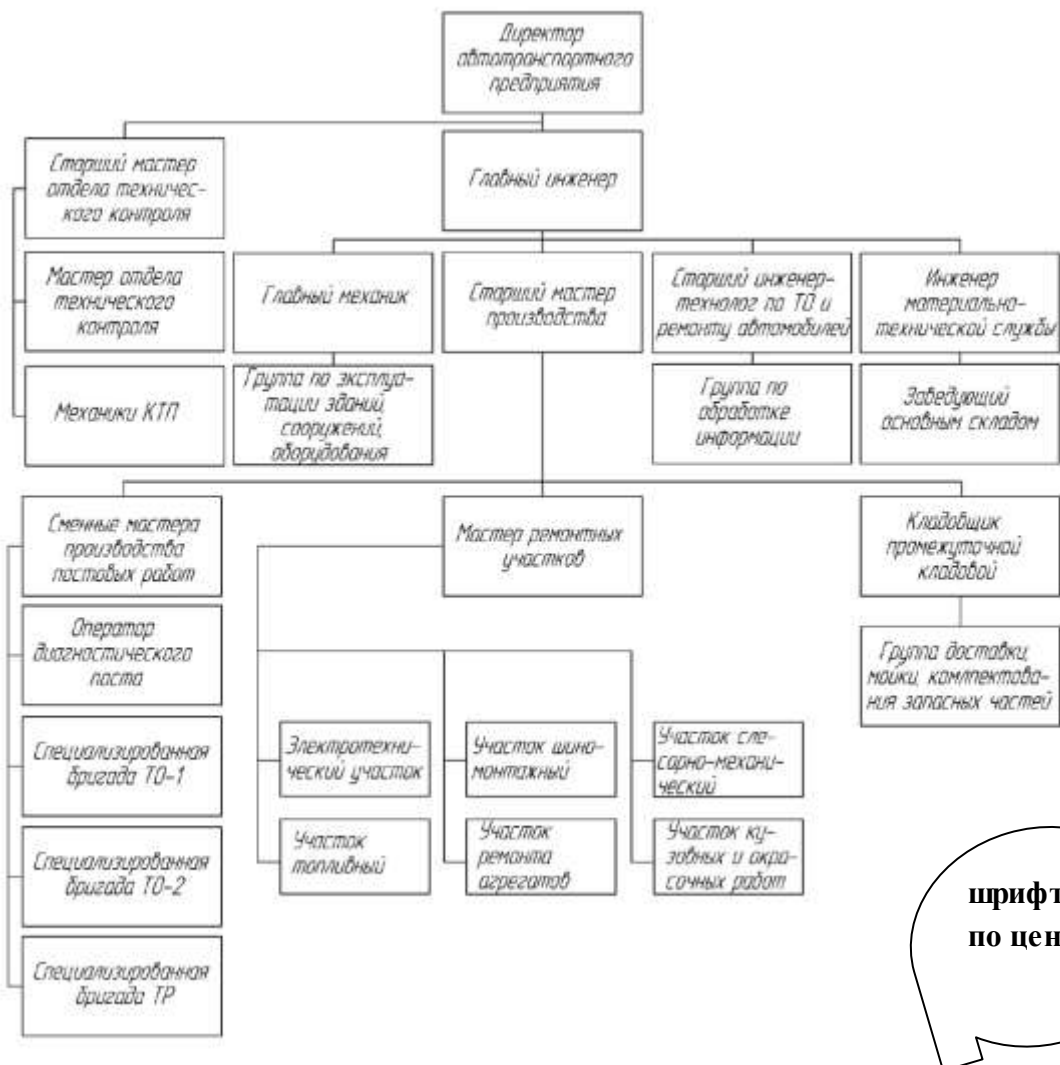 Директор
автотранспортного
предприятия
Старший мастер
отдела техничес-
кого контроля
Главный инженер
Мастер отдела
технического
контроля
Главный механик
Старший мастер
производства
Старший инженер-
технолог по ТО и
ремонту автомобилей
Инженер
материально-
технической службы
Механики КТП
Группа по эксплуа-
тации зданий,
сооружений,
оборудования
Группа по
обработке
информации
Заведующий
основным складом
Сменные мастера
производства
постовых работ
Мастер ремонтных
участков
Кладовщик
промежуточной
кладовой
Оператор
диагностического
поста
Группа доставки,
мойки, комплектова-
ния запасных частей
Специализированная
бригада ТО-1
Электротехни-
ческий участок
Участок шино-
монтажный
Участок сле-
сарно-механи-
ческий
Специализированная
бригада ТО-2
Участок
топливный
Участок
ремонта
агрегатов
Участок ку-
зовных и окра-
сочных работ
Специализированная
бригада ТР
шрифт
по цен